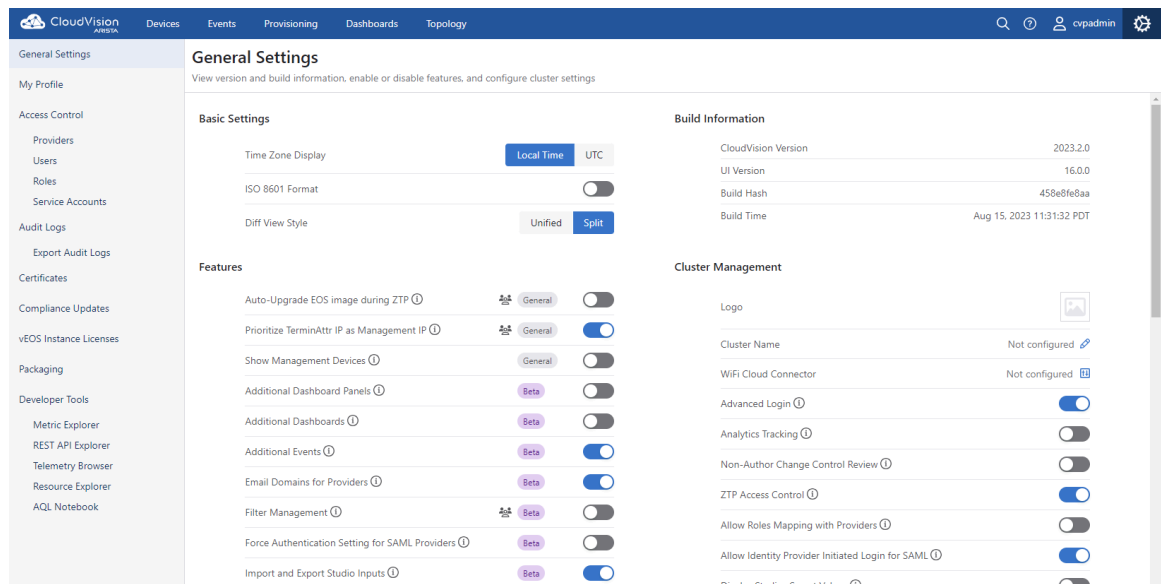 CloudVision
ARISTA
Devices
Events
Provisioning
Dashboards
Topology
cvpadmin
General Settings
My Profile
Access Control
Providers
Users
Roles
Service Accounts
Audit Logs
Export Audit Logs
Certificates
Compliance Updates
vEOS Instance Licenses
Packaging
Developer Tools
Metric Explorer
REST API Explorer
Telemetry Browser
Resource Explorer
AQL Notebook
General Settings
View version and build information, enable or disable features, and configure cluster settings
Basic Settings
Time Zone Display Local Time UTC
ISO 8601 Format
Diff View Style Unified Split
Features
Auto-Upgrade EOS image during ZTP General
Prioritize TerminAttr IP as Management IP General
Show Management Devices General
Additional Dashboard Panels Beta
Additional Dashboards Beta
Additional Events Beta
Email Domains for Providers Beta
Filter Management Beta
Force Authentication Setting for SAML Providers Beta
Import and Export Studio Inputs Beta
Build Information
CloudVision Version 2023.2.0
UI Version 16.0.0
Build Hash 458e8fe8aa
Build Time Aug 15, 2023 11:31:32 PDT
Cluster Management
Logo
Cluster Name Not configured
WiFi Cloud Connector Not configured
Advanced Login
Analytics Tracking
Non-Author Change Control Review
ZTP Access Control
Allow Roles Mapping with Providers
Allow Identity Provider Initiated Login for SAML